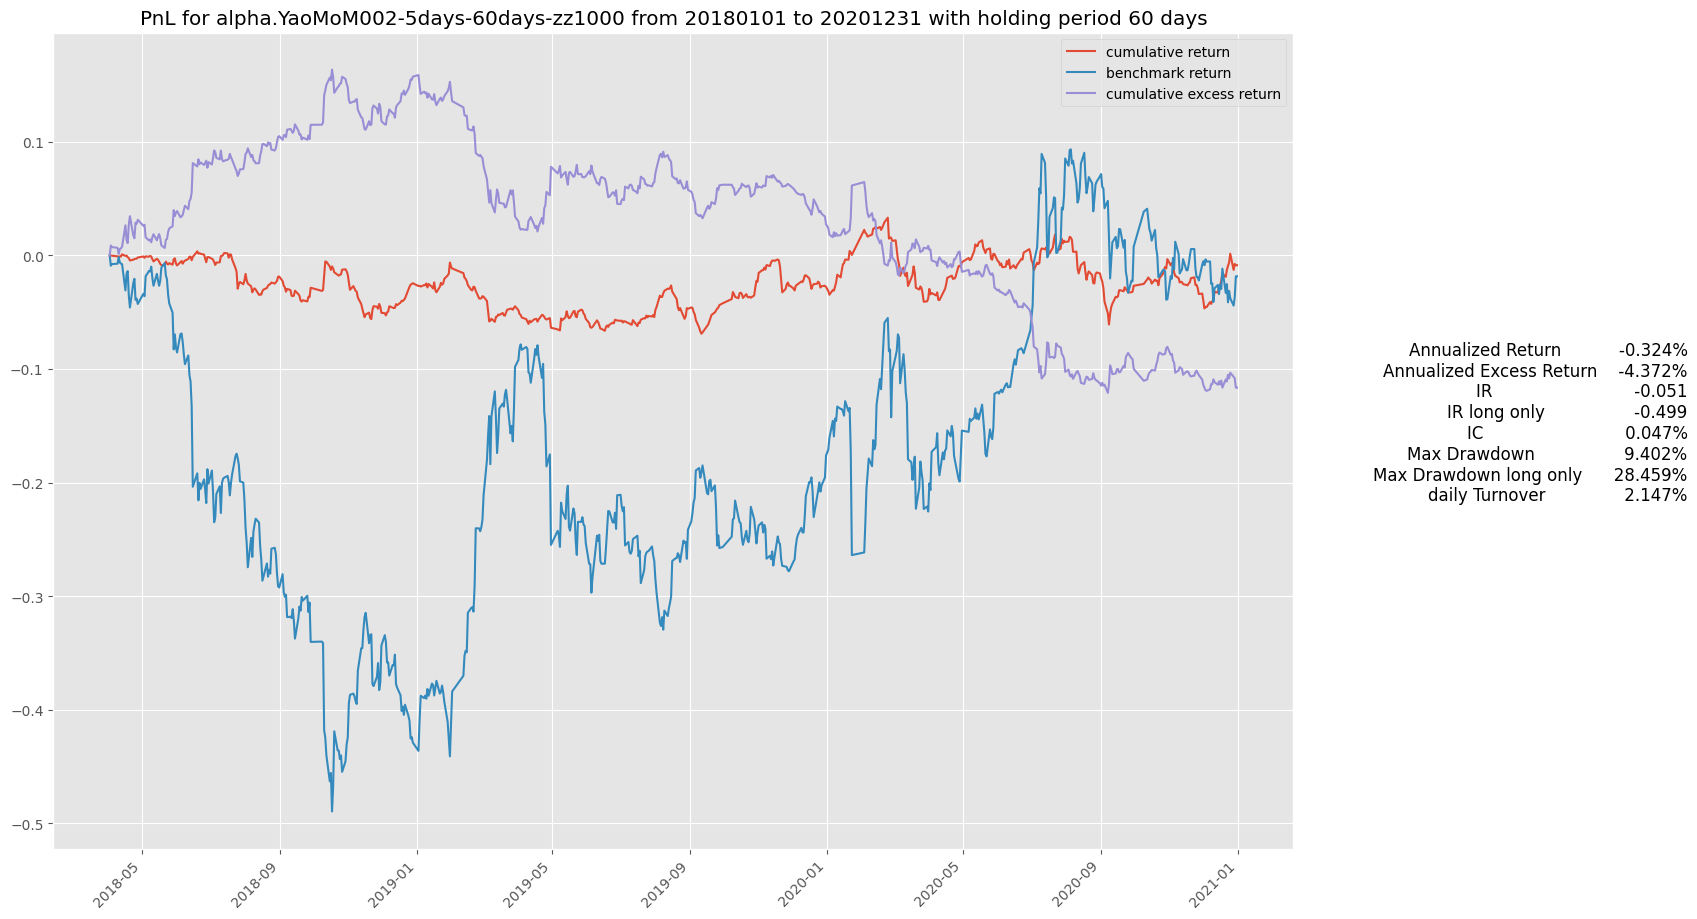 PnL for alpha.YaoMoM002-5days-60days-zz1000 from 20180101 to 20201231 with holding period 60 days
cumulative return
benchmark return
cumulative excess return
0.1
0.0
−0.1
−0.2
−0.3
−0.4
−0.5
2018-05
2018-09
2019-01
2019-05
2019-09
2020-01
2020-05
2020-09
2021-01
Annualized Return -0.324%
Annualized Excess Return -4.372%
IR -0.051
IR long only -0.499
IC 0.047%
Max Drawdown 9.402%
Max Drawdown long only 28.459%
daily Turnover 2.147%